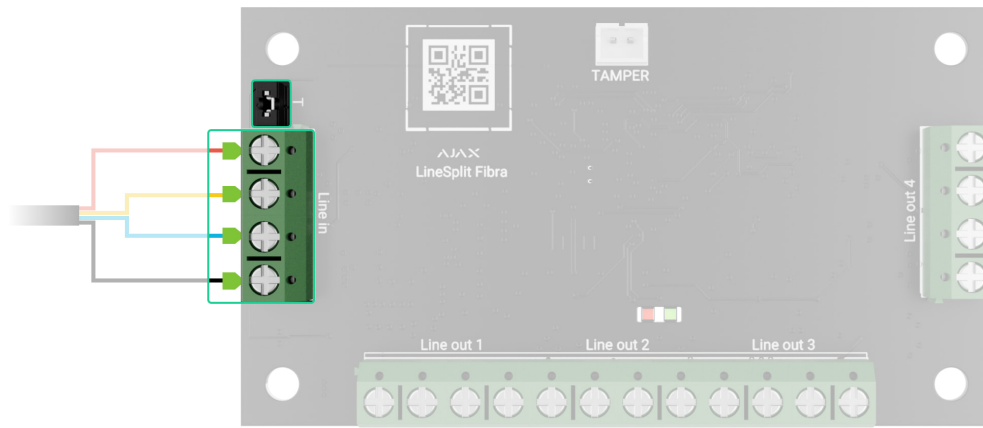 TAMPER
T
AJAX
LineSplit Fibra
Line in
Line out 4
Line out 1
Line out 2
Line out 3